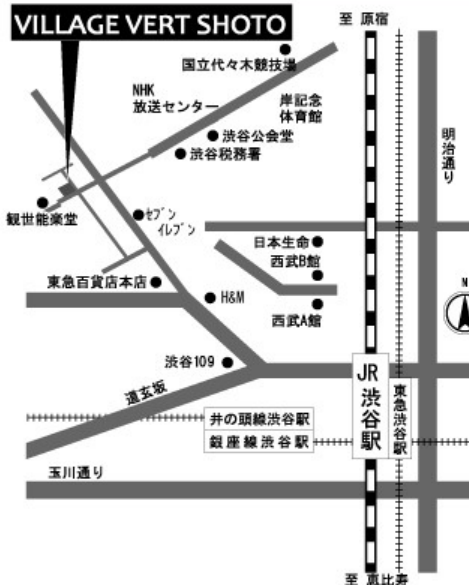 VILLAGE VERT SHOTO
至 原宿
国立代々木競技場
NHK
放送センター
岸記念
体育館
渋谷公会堂
渋谷税務署
明治通り
観世能楽堂
セブン
イレブン
日本生命
西武B館
東急百貨店本店
H&M
西武A館
N
渋谷109
JR
渋谷駅
東急渋谷駅
道玄坂
井の頭線渋谷駅
銀座線渋谷駅
玉川通り
至 恵比寿